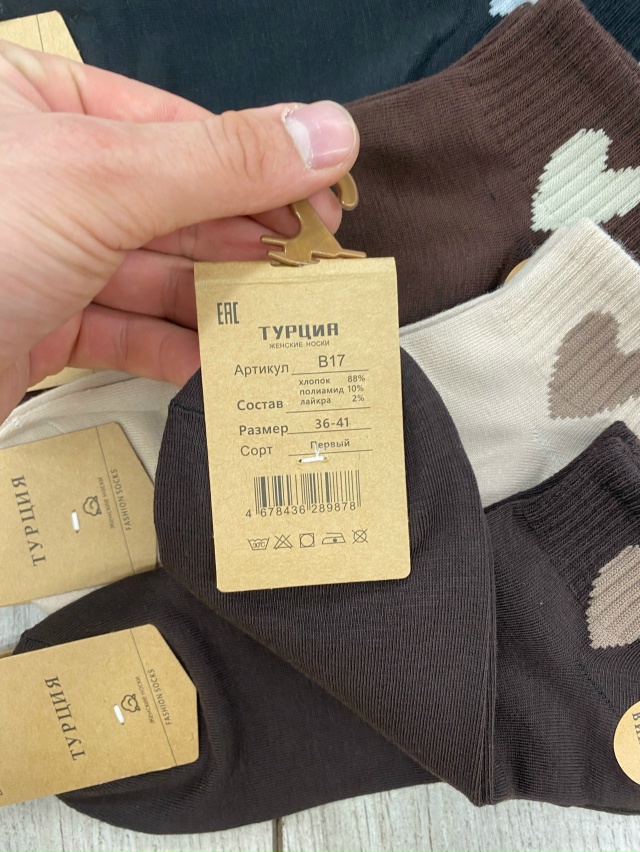 EAC
ТУРЦИЯ
ЖЕНСКИЕ НОСКИ
Артикул B17
Состав хлопок 88%
полиамид 10%
лайкра 2%
Размер 36-41
Сорт Первый
4 678436 289878
30°C
ТУРЦИЯ
ЖЕНСКИЕ НОСКИ
FASHION SOCKS
ТУРЦИЯ
ЖЕНСКИЕ НОСКИ
FASHION SOCKS